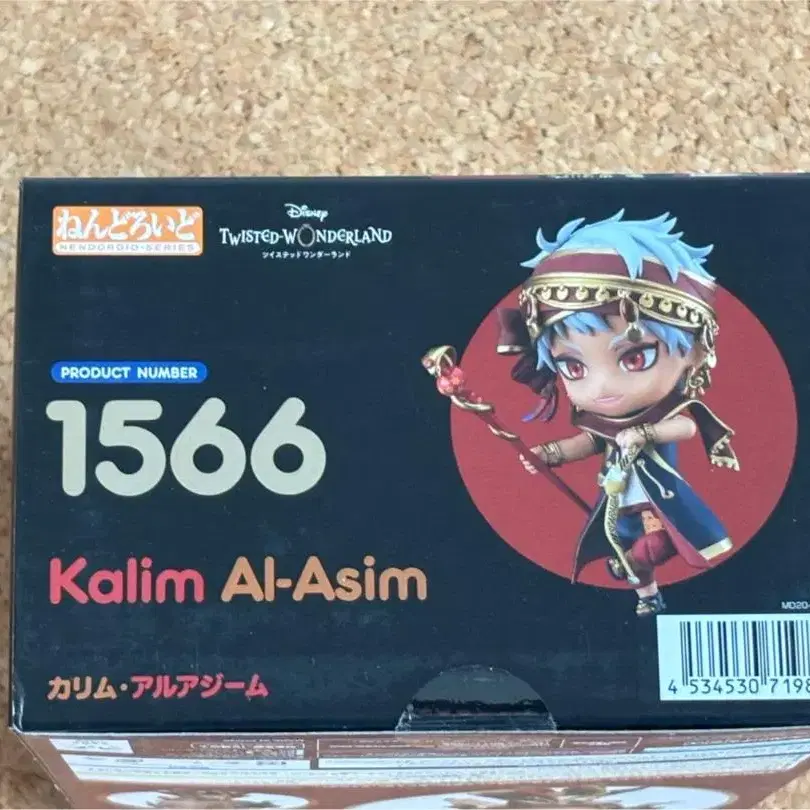 ねんどろいど
NENDOROID-SERIES
Disney
TWISTED-WONDERLAND
ツイステッドワンダーランド
PRODUCT NUMBER
1566
Kalim Al-Asim
カリム・アルアジーム
MD20-
4 534530 7198